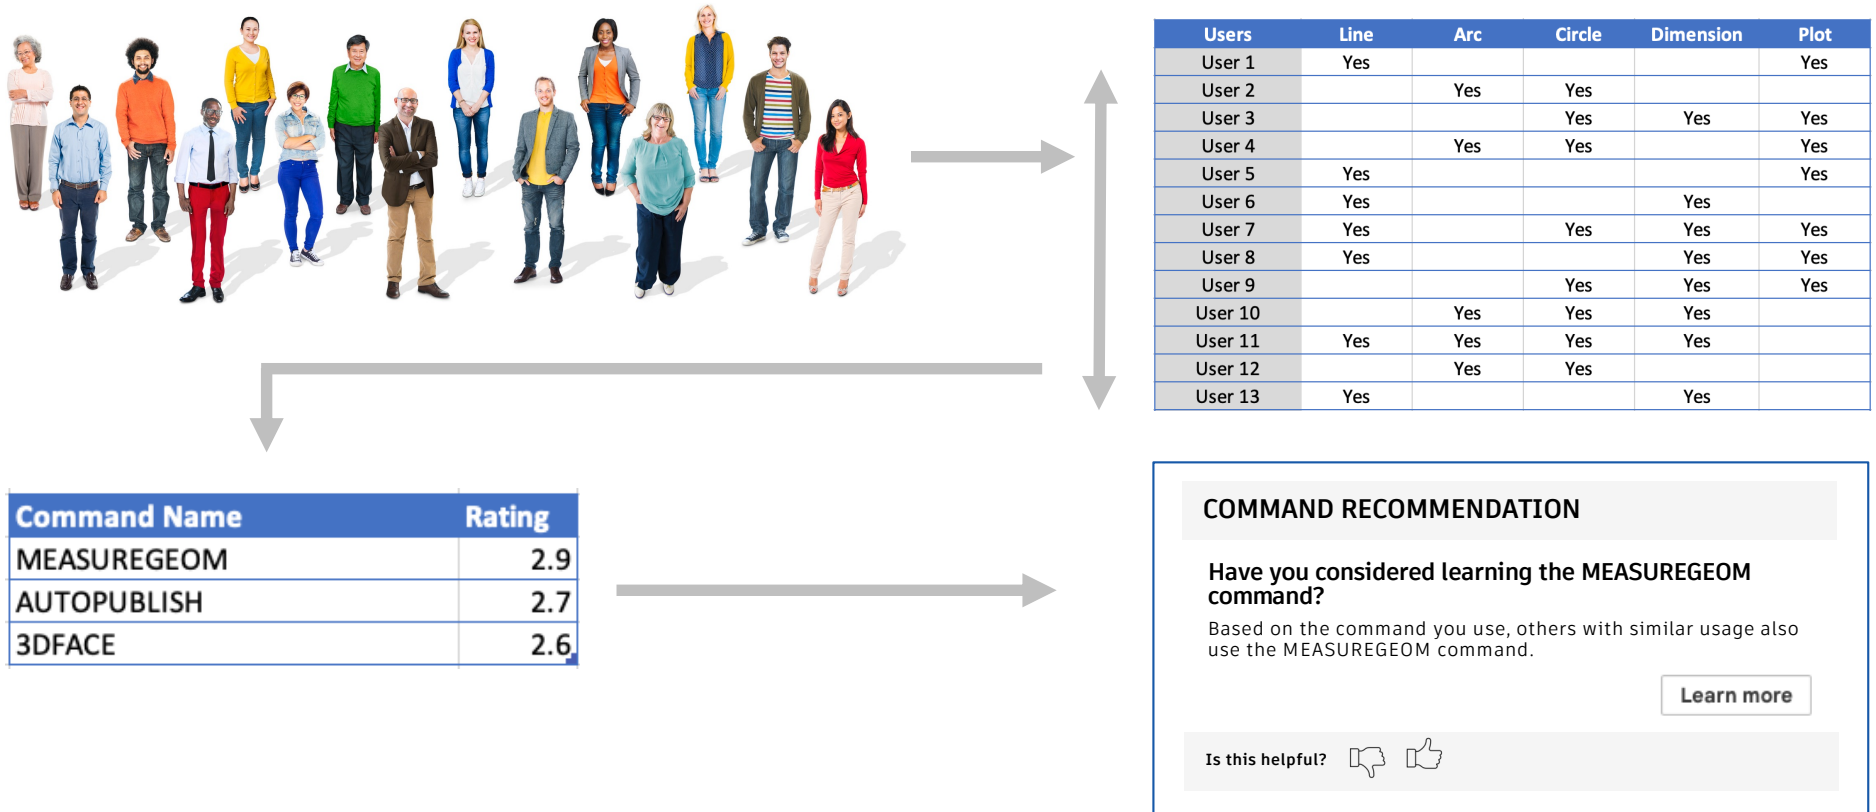 Users Line Arc Circle Dimension Plot
User 1 Yes Yes
User 2 Yes Yes
User 3 Yes Yes Yes
User 4 Yes Yes Yes
User 5 Yes Yes
User 6 Yes Yes
User 7 Yes Yes Yes Yes
User 8 Yes Yes Yes
User 9 Yes Yes Yes
User 10 Yes Yes Yes
User 11 Yes Yes Yes Yes
User 12 Yes Yes
User 13 Yes Yes
Command Name Rating
MEASUREGEOM 2.9
AUTOPUBLISH 2.7
3DFACE 2.6
COMMAND RECOMMENDATION
Have you considered learning the MEASUREGEOM
command?
Based on the command you use, others with similar usage also
use the MEASUREGEOM command.
Learn more
Is this helpful?